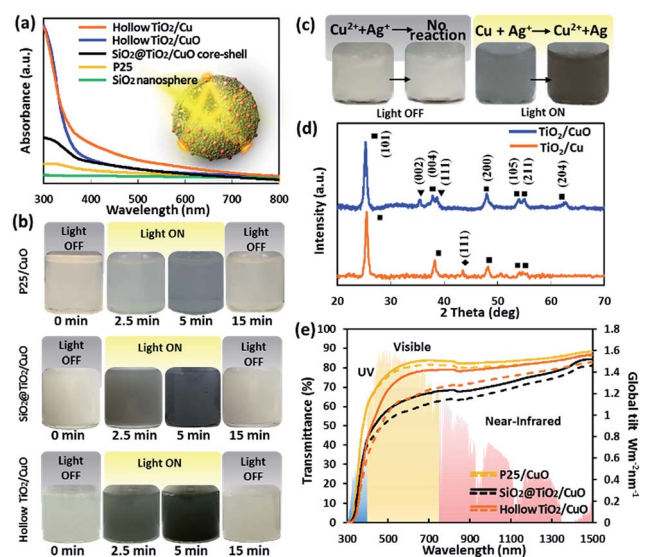 (a)
Hollow TiO2/Cu
Hollow TiO2/CuO
SiO2@TiO2/CuO core-shell
P25
SiO2 nanosphere
Absorbance (a.u.)
300 400 500 600 700 800
Wavelength (nm)
(b)
Light OFF
Light ON
Light OFF
P25/CuO
0 min 2.5 min 5 min 15 min
Light OFF
Light ON
Light OFF
SiO2@TiO2/CuO
0 min 2.5 min 5 min 15 min
Light OFF
Light ON
Light OFF
Hollow TiO2/CuO
0 min 2.5 min 5 min 15 min
(c)
Cu2++Ag+ → No reaction
Cu + Ag+ → Cu2++Ag
Light OFF
Light ON
(d)
TiO2/CuO
TiO2/Cu
(101)
(002)
(004)
(111)
(200)
(105)
(211)
(204)
(111)
Intensity (a.u.)
20 30 40 50 60 70
2 Theta (deg)
(e)
100 90 80 70 60 50 40 30 20 10 0
Transmittance (%)
UV
Visible
Near-Infrared
P25/CuO
SiO2@TiO2/CuO
Hollow TiO2/CuO
1.8 1.6 1.4 1.2 1 0.8 0.6 0.4 0.2 0
Global tilt Wm-2nm-1
300 500 700 900 1100 1300 1500
Wavelength (nm)